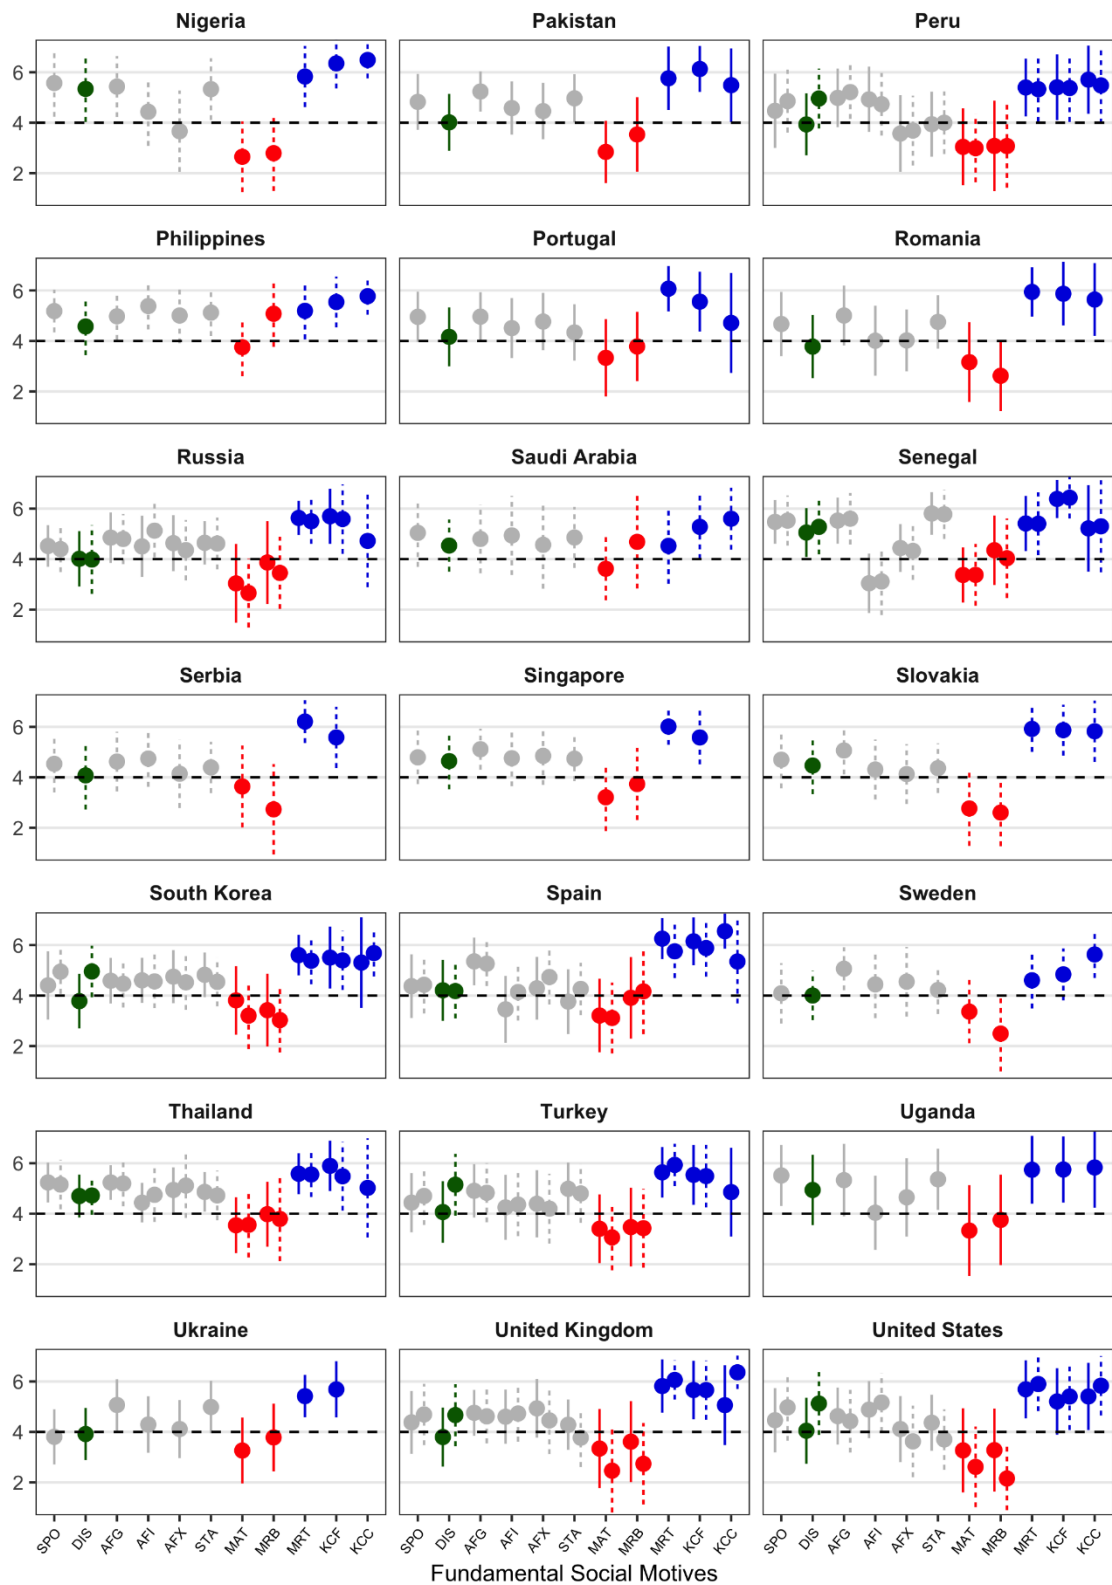 Nigeria Pakistan Peru
6
4
2
Philippines Portugal Romania
6
4
2
Russia Saudi Arabia Senegal
6
4
2
Serbia Singapore Slovakia
6
4
2
South Korea Spain Sweden
6
4
2
Thailand Turkey Uganda
6
4
2
Ukraine United Kingdom United States
6
4
2
SPO DIS AFG AFI AFX STA MAT MRB MRT KCF KCC SPO DIS AFG AFI AFX STA MAT MRB MRT KCF KCC SPO DIS AFG AFI AFX STA MAT MRB MRT KCF KCC
Fundamental Social Motives